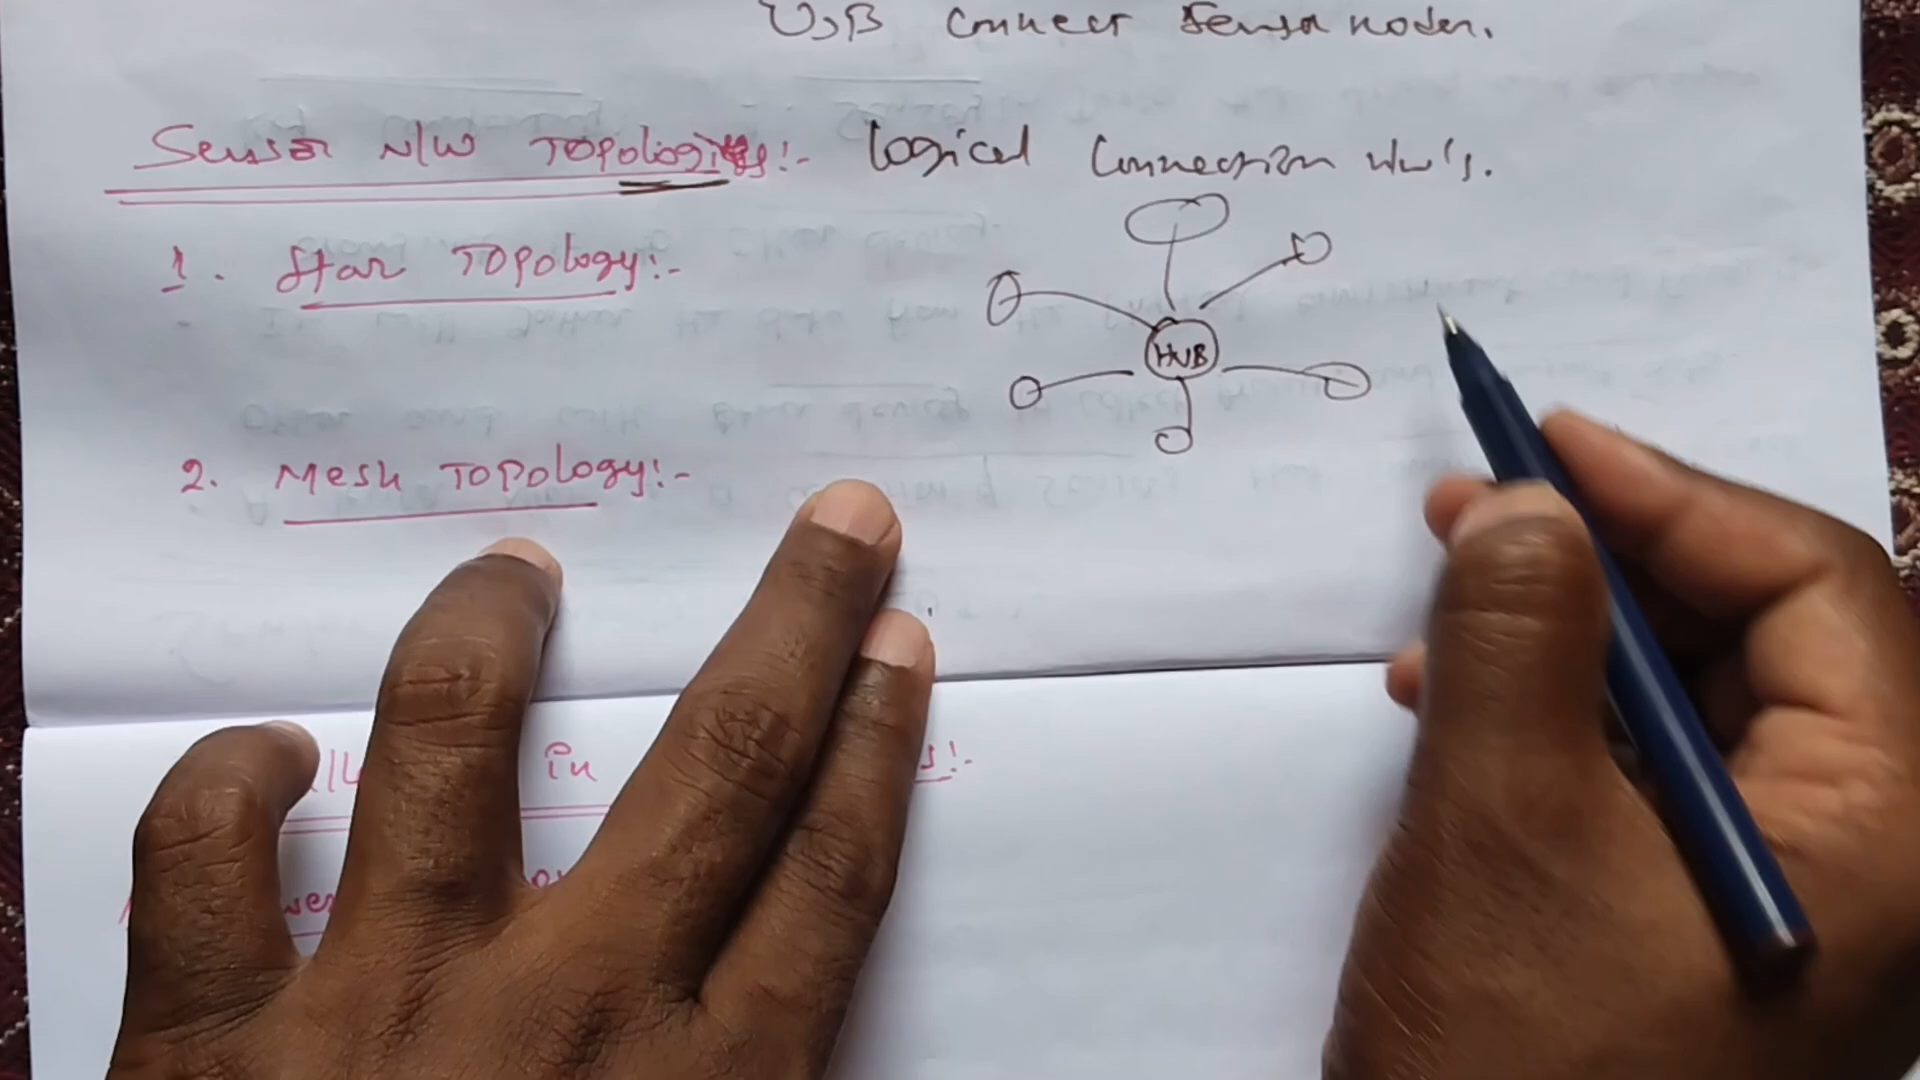 USB Connect Sensor nodes.
Sensor N/W Topologies:- Logical Connection N/w's.
1. Star Topology:-
HUB
2. Mesh Topology:-
in